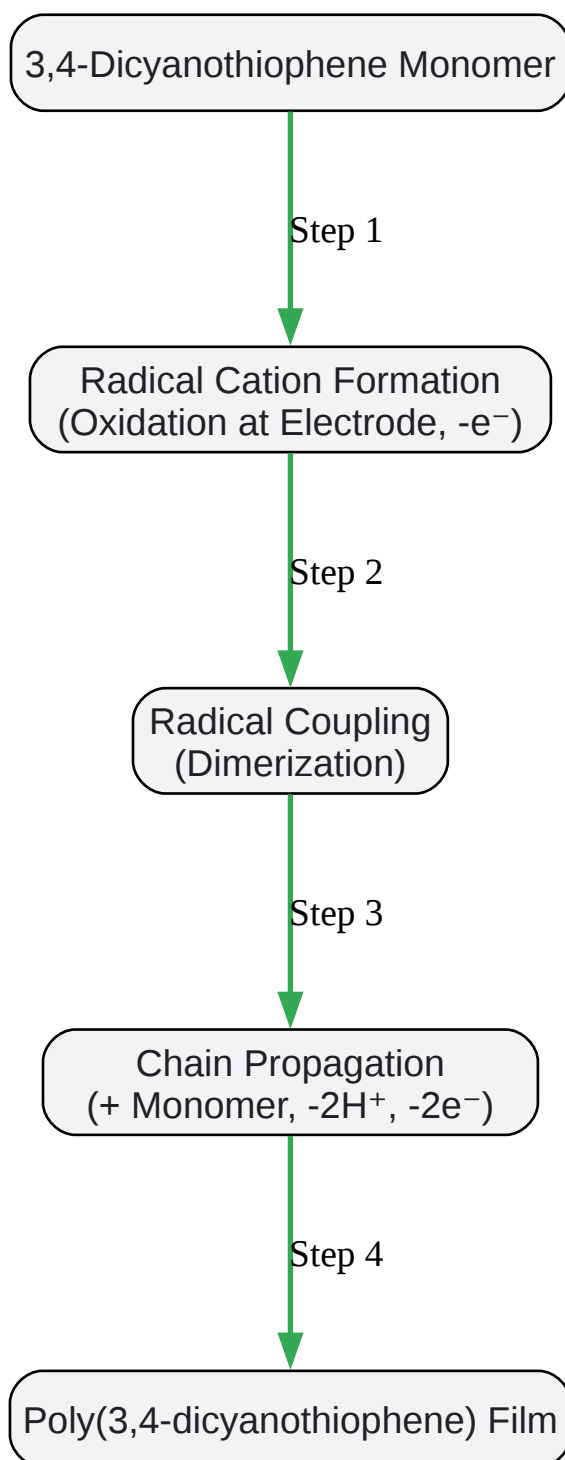 3,4-Dicyanothiophene Monomer
Step 1
Radical Cation Formation
(Oxidation at Electrode, -e⁻)
Step 2
Radical Coupling
(Dimerization)
Step 3
Chain Propagation
(+ Monomer, -2H⁺, -2e⁻)
Step 4
Poly(3,4-dicyanothiophene) Film